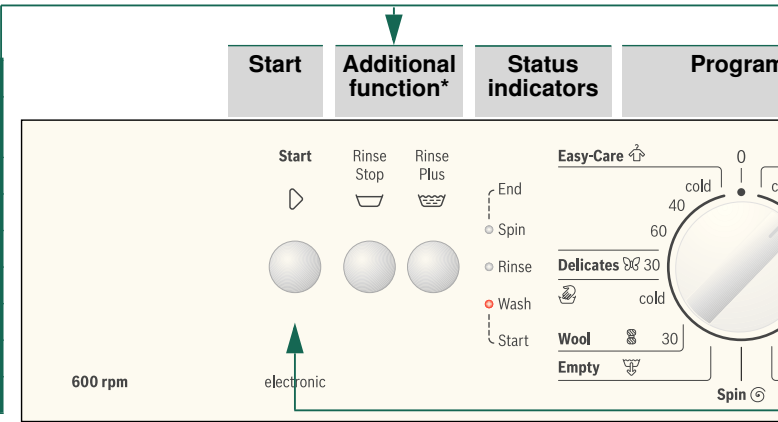 Start
Additional
function*
Status
indicators
Program
Start
Rinse
Stop
Rinse
Plus
End
Spin
Rinse
Wash
Start
Easy-Care
0
cold
c
40
60
Delicates 30
cold
Wool 30
Empty
Spin
600 rpm
electronic